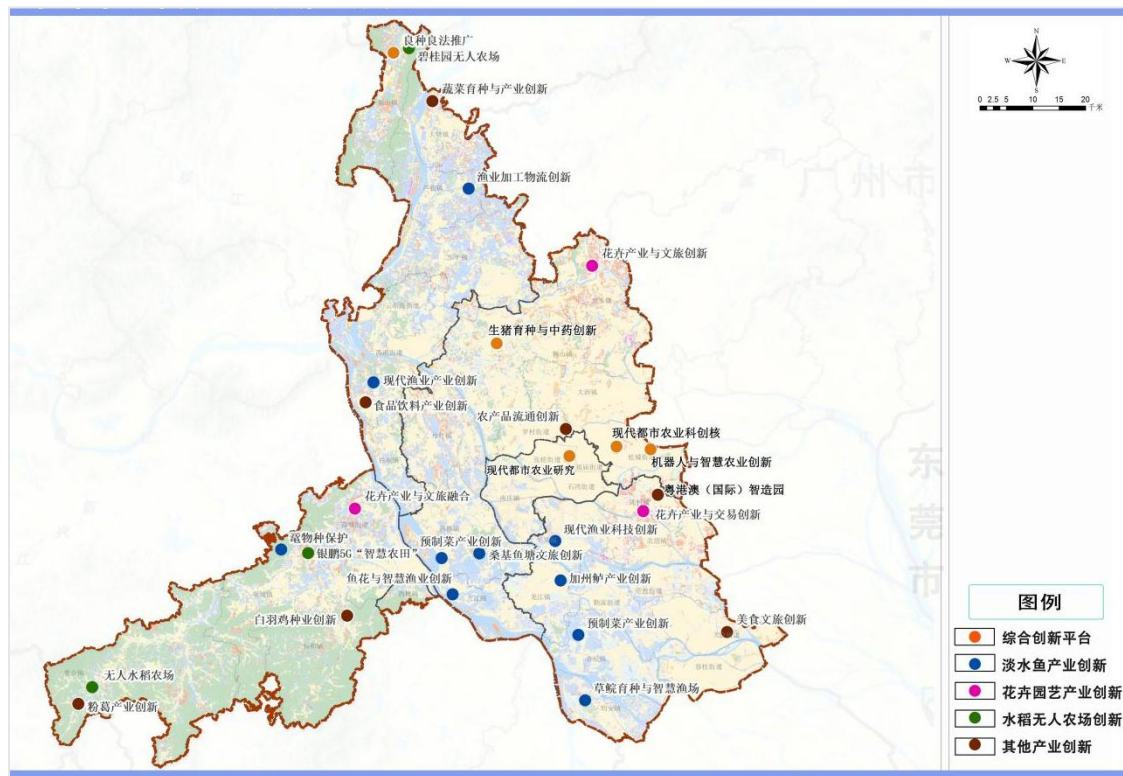 良种良法推广
碧桂园无人农场
蔬菜育种与产业创新
渔业加工物流创新
广州市
花卉产业与文旅创新
生猪育种与中药创新
现代渔业产业创新
食品饮料产业创新
农产品流通创新
现代都市农业科创核
现代都市农业研究
机器人与智慧农业创新
粤港澳（国际）智造园
花卉产业与交易创新
花卉产业与文旅融合
现代渔业科技创新
鼋物种保护
银鹏5G“智慧农田”
预制菜产业创新
桑基鱼塘文旅创新
鱼花与智慧渔业创新
加州鲈产业创新
白羽鸡种业创新
预制菜产业创新
美食文旅创新
无人水稻农场
粉葛产业创新
草鲩育种与智慧渔场
东莞市
N
W
E
S
0 2.5 5 10 15 20
千米
图例
综合创新平台
淡水鱼产业创新
花卉园艺产业创新
水稻无人农场创新
其他产业创新